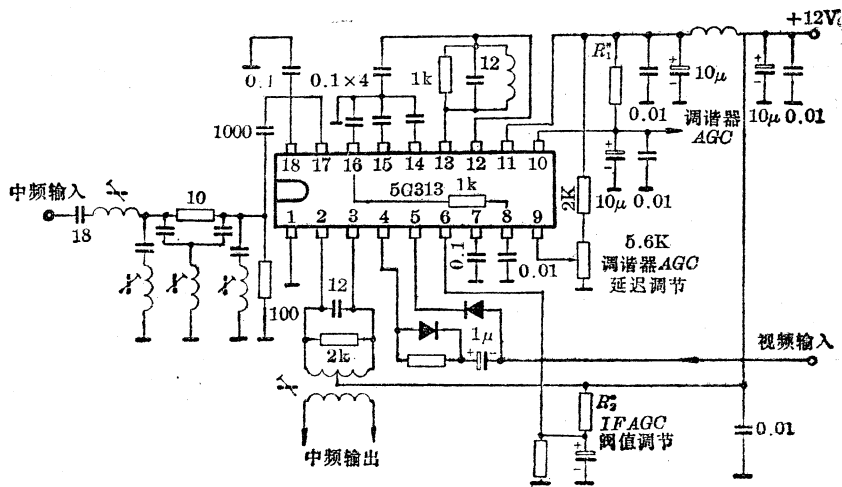 +12V
R₁*
10μ
0.01
10μ
0.01
0.1
0.1×4
1k
12
调谐器
AGC
1000
18 17 16 15 14 13 12 11 10
10μ
0.01
2K
中频输入
10
5G313
1k
18
1 2 3 4 5 6 7 8 9
5.6K
调谐器AGC
延迟调节
0.1
0.01
100
12
2k
1μ
视频输入
R₂*
IFAGC
阀值调节
0.01
中频输出